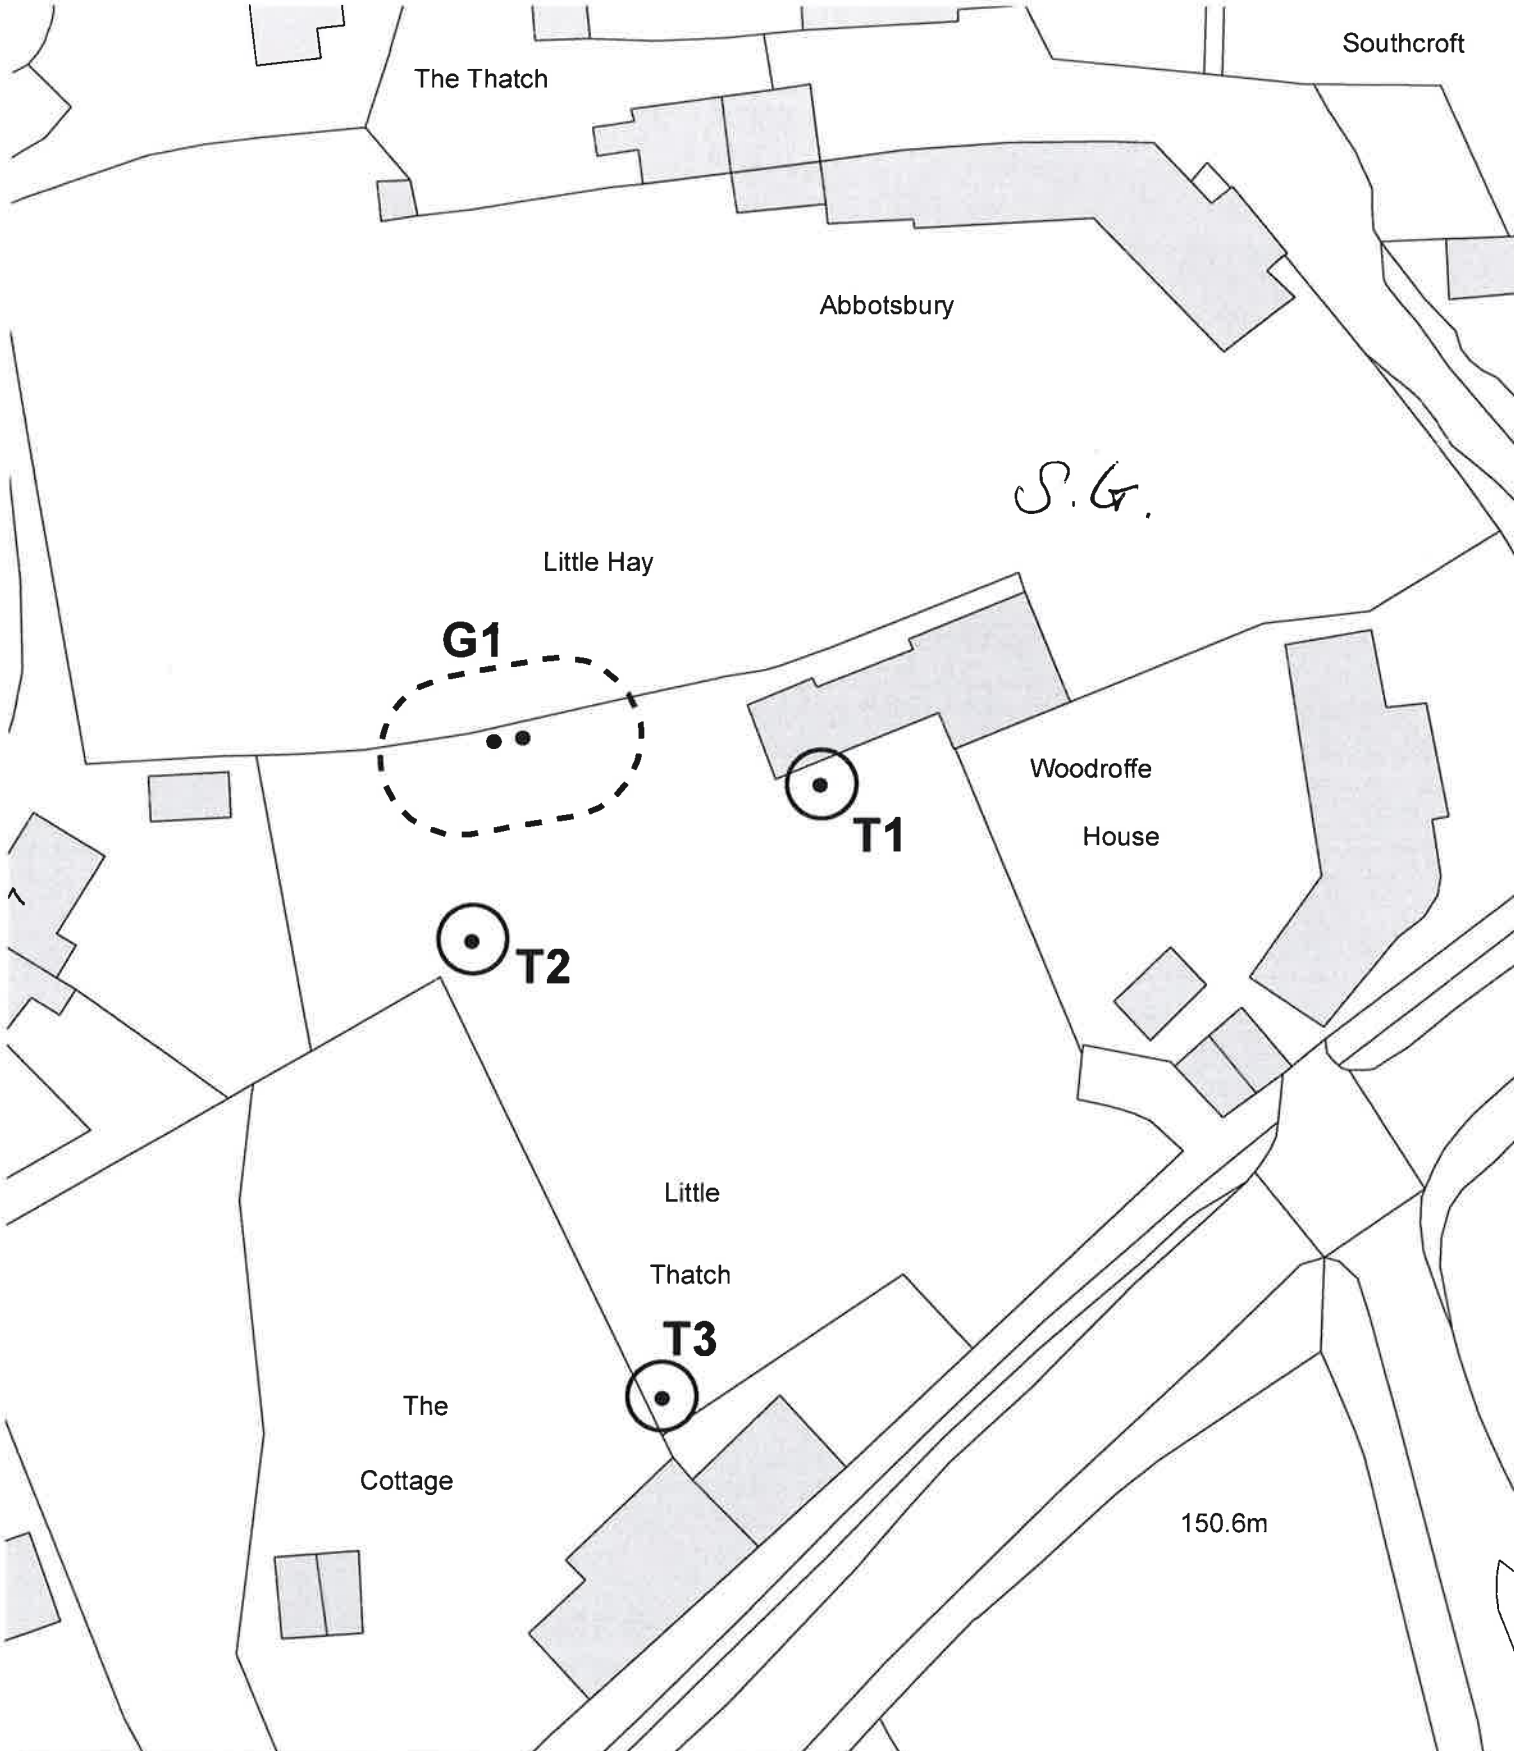 Southcroft
The Thatch
Abbotsbury
S.G.
Little Hay
G1
Woodroffe
House
T1
T2
Little
Thatch
T3
The
Cottage
150.6m